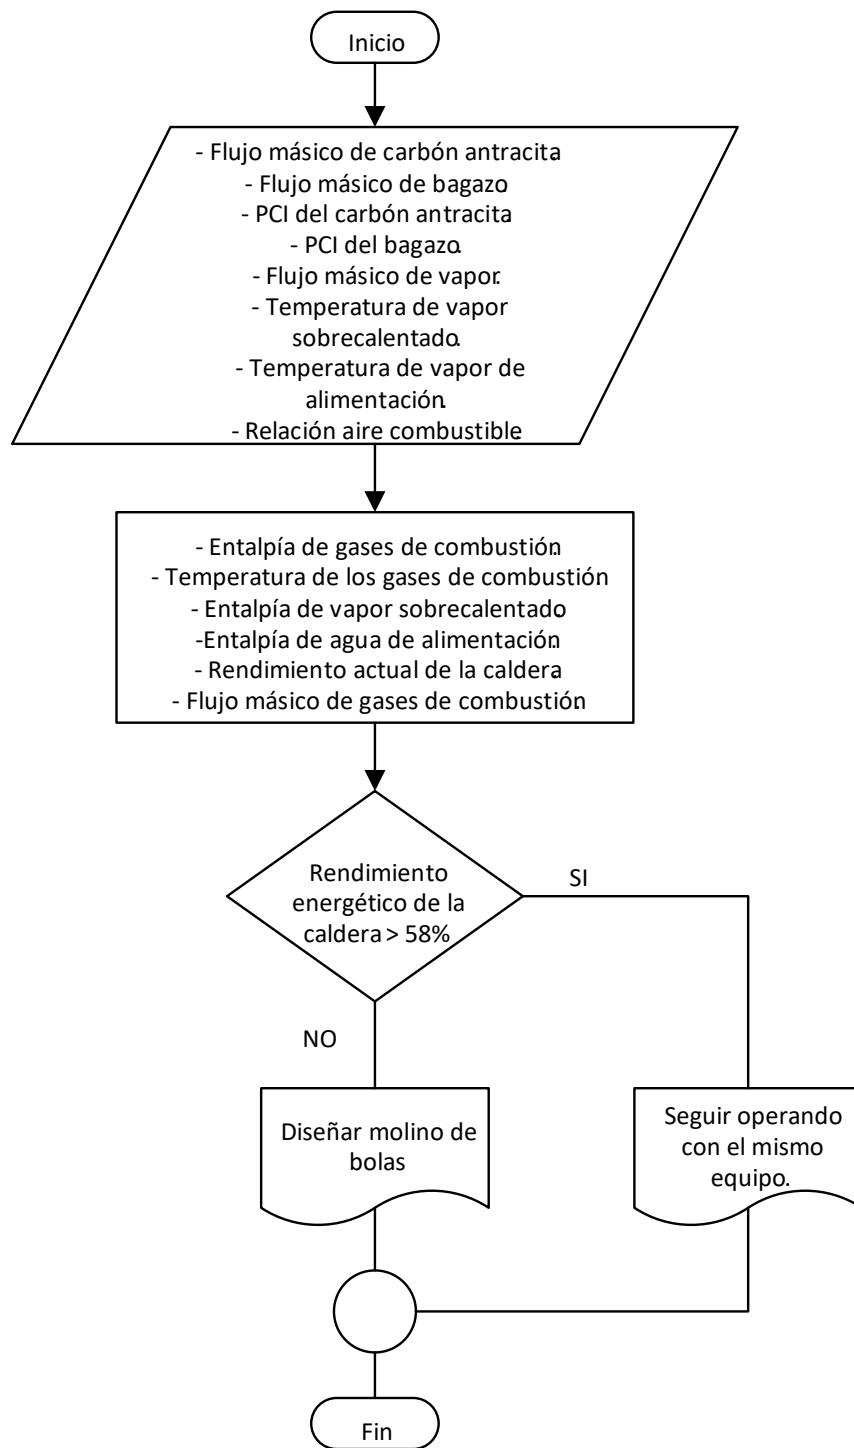 Inicio
- Flujo másico de carbón antracita.
- Flujo másico de bagazo
- PCI del carbón antracita.
- PCI del bagazo.
- Flujo másico de vapor.
- Temperatura de vapor
sobrecalentado.
- Temperatura de vapor de
alimentación.
- Relación aire combustible.
- Entalpía de gases de combustión.
- Temperatura de los gases de combustión
- Entalpía de vapor sobrecalentado
-Entalpía de agua de alimentación.
- Rendimiento actual de la caldera.
- Flujo másico de gases de combustión.
Rendimiento
energético de la
caldera > 58%
SI
NO
Diseñar molino de
bolas
Seguir operando
con el mismo
equipo.
Fin